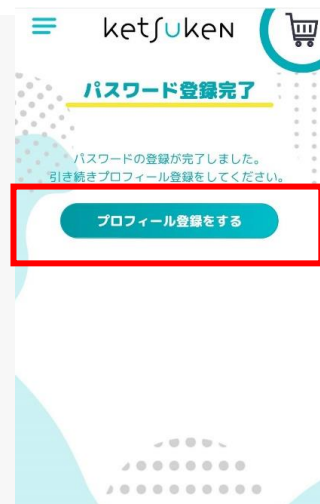 ketsuken
パスワード登録完了
パスワードの登録が完了しました。
引き続きプロフィール登録をしてください。
プロフィール登録をする